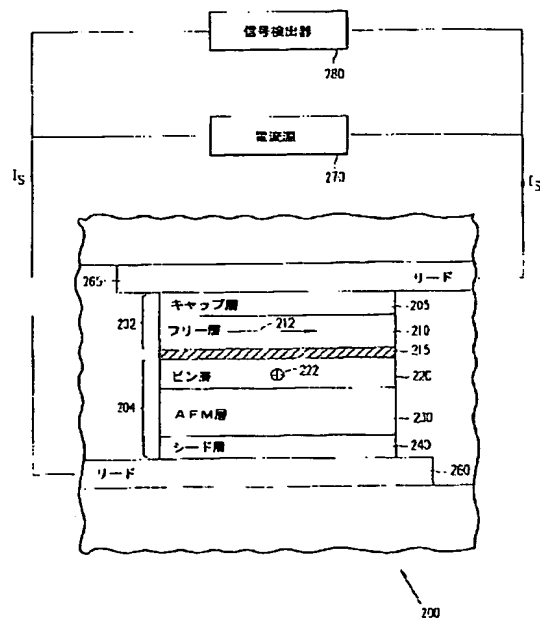 信号検出器
280
電流源
270
IS
IS
265
リード
キャップ層
205
202
フリー層
212
210
215
ピン層
222
220
204
AFM層
230
シード層
240
リード
260
200